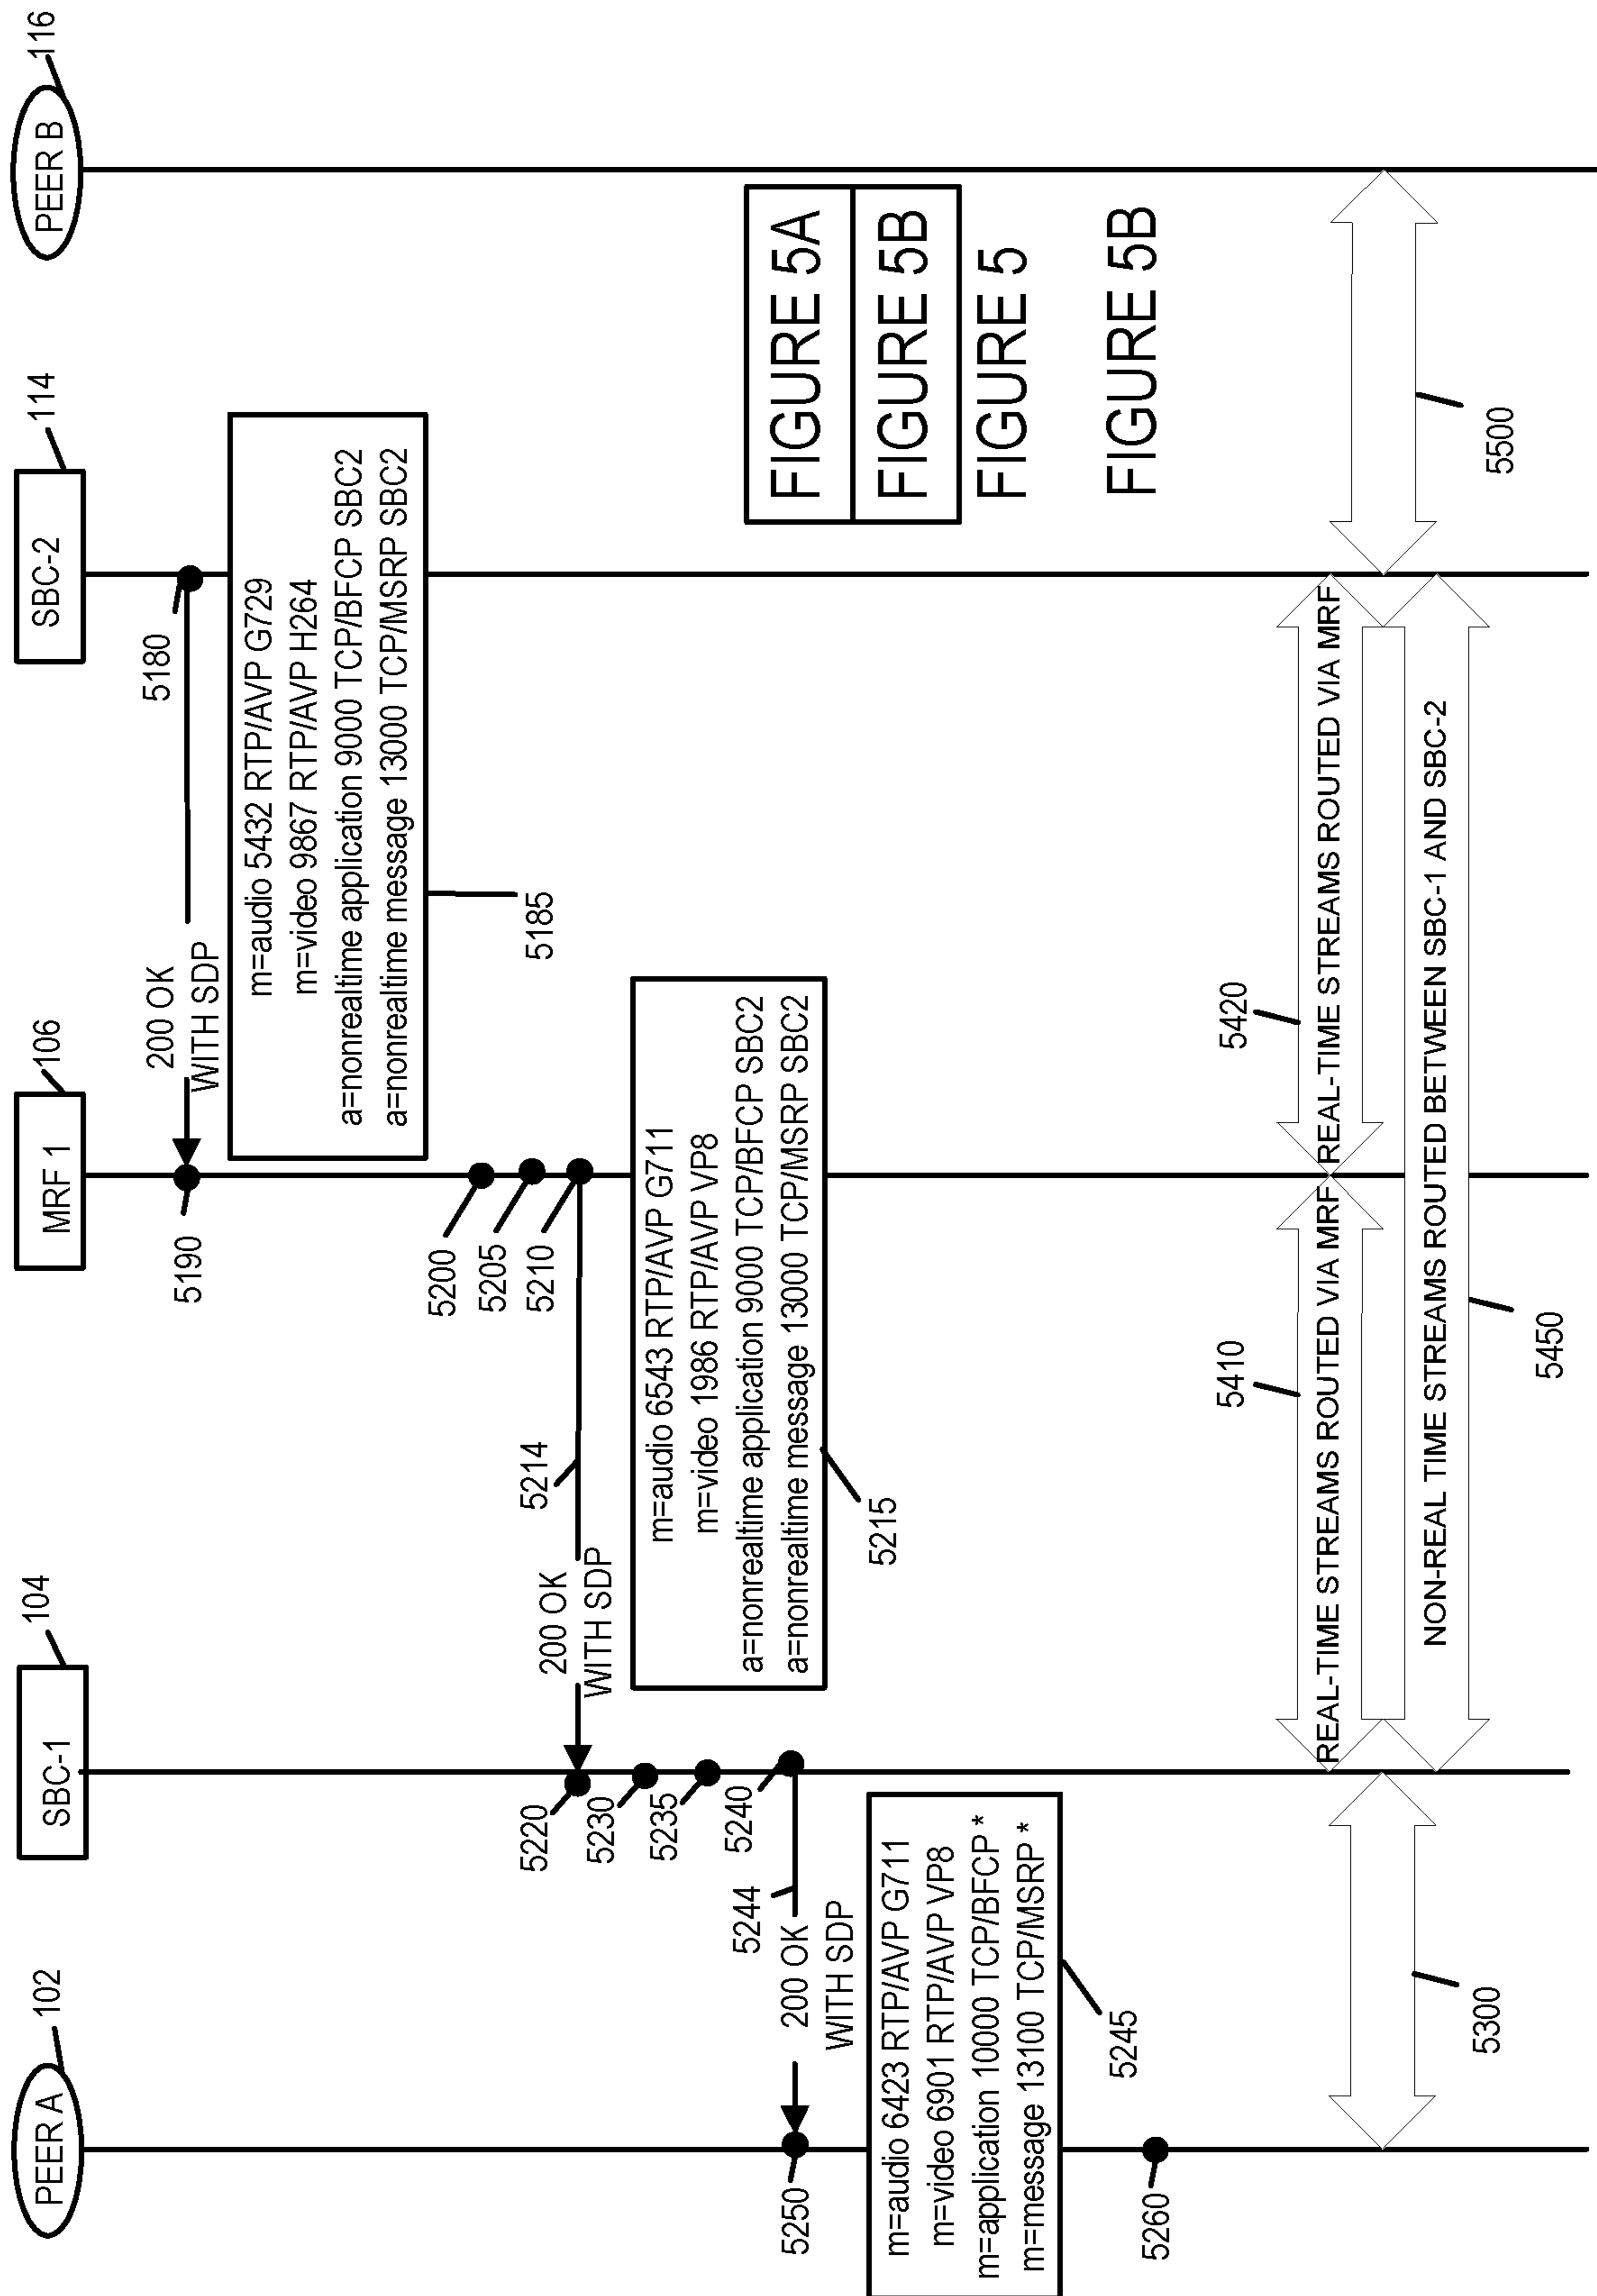 PEER A
102
SBC-1
104
MRF 1
106
SBC-2
114
PEER B
116
200 OK
WITH SDP
5180
5190
m=audio 5432 RTP/AVP G729
m=video 9867 RTP/AVP H264
a=nonrealtime application 9000 TCP/BFCP SBC2
a=nonrealtime message 13000 TCP/MSRP SBC2
5185
5200
5205
5210
5214
200 OK
WITH SDP
5220
m=audio 6543 RTP/AVP G711
m=video 1986 RTP/AVP VP8
a=nonrealtime application 9000 TCP/BFCP SBC2
a=nonrealtime message 13000 TCP/MSRP SBC2
5215
5230
5235
5240
5244
200 OK
WITH SDP
5250
m=audio 6423 RTP/AVP G711
m=video 6901 RTP/AVP VP8
m=application 10000 TCP/BFCP *
m=message 13100 TCP/MSRP *
5245
5260
FIGURE 5A
FIGURE 5B
FIGURE 5
FIGURE 5B
5410
5420
REAL-TIME STREAMS ROUTED VIA MRF
REAL-TIME STREAMS ROUTED VIA MRF
NON-REAL TIME STREAMS ROUTED BETWEEN SBC-1 AND SBC-2
5300
5450
5500